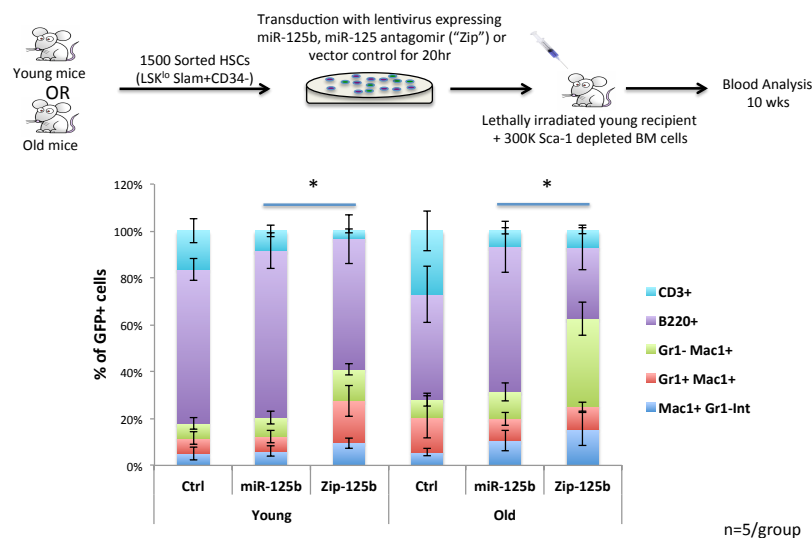 Young mice
OR
Old mice
1500 Sorted HSCs
(LSK^lo Slam+CD34-)
Transduction with lentivirus expressing
miR-125b, miR-125 antagomir (“Zip”) or
vector control for 20hr
Lethally irradiated young recipient
+ 300K Sca-1 depleted BM cells
Blood Analysis
10 wks
% of GFP+ cells
120%
100%
80%
60%
40%
20%
0%
*
*
Ctrl
miR-125b
Zip-125b
Ctrl
miR-125b
Zip-125b
Young
Old
CD3+
B220+
Gr1- Mac1+
Gr1+ Mac1+
Mac1+ Gr1-Int
n=5/group